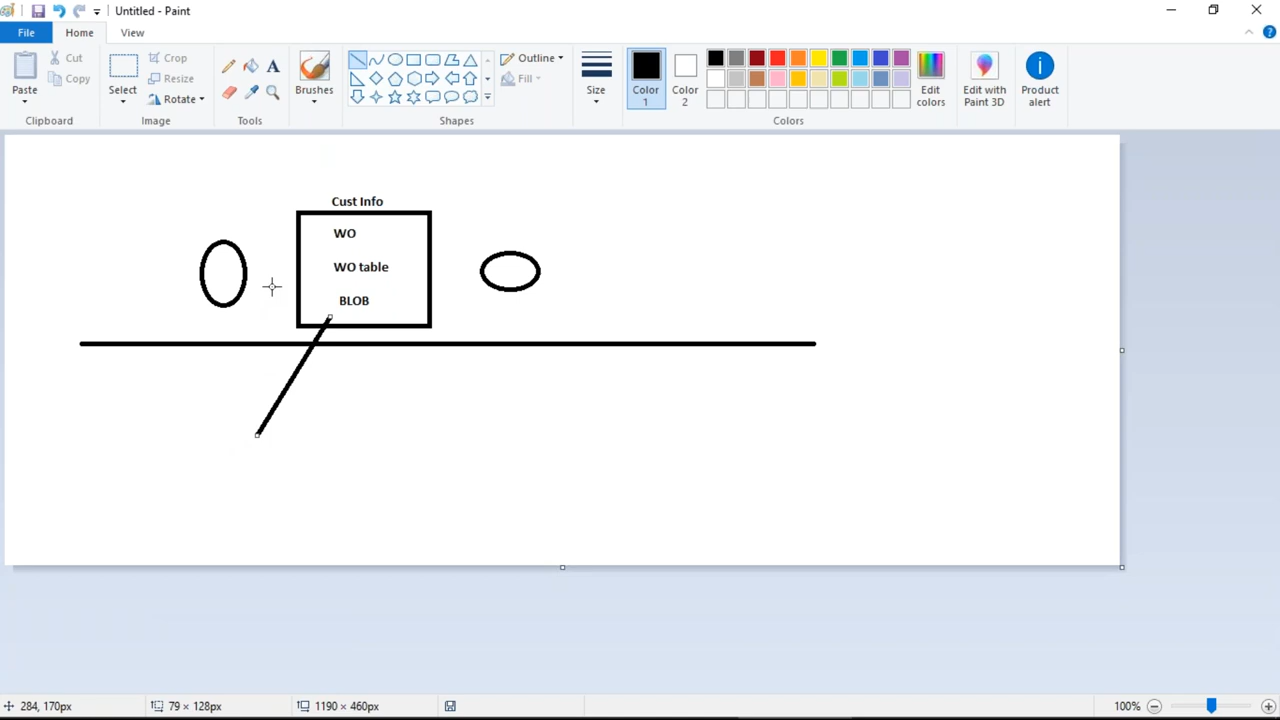 Untitled - Paint
File
Home
View
Paste
Cut
Copy
Clipboard
Select
Crop
Resize
Rotate
Image
A
Tools
Brushes
Shapes
Outline
Fill
Size
Color 1
Color 2
Colors
Edit colors
Edit with Paint 3D
Product alert
Cust Info
WO
WO table
BLOB
284, 170px
79 × 128px
1190 × 460px
100%